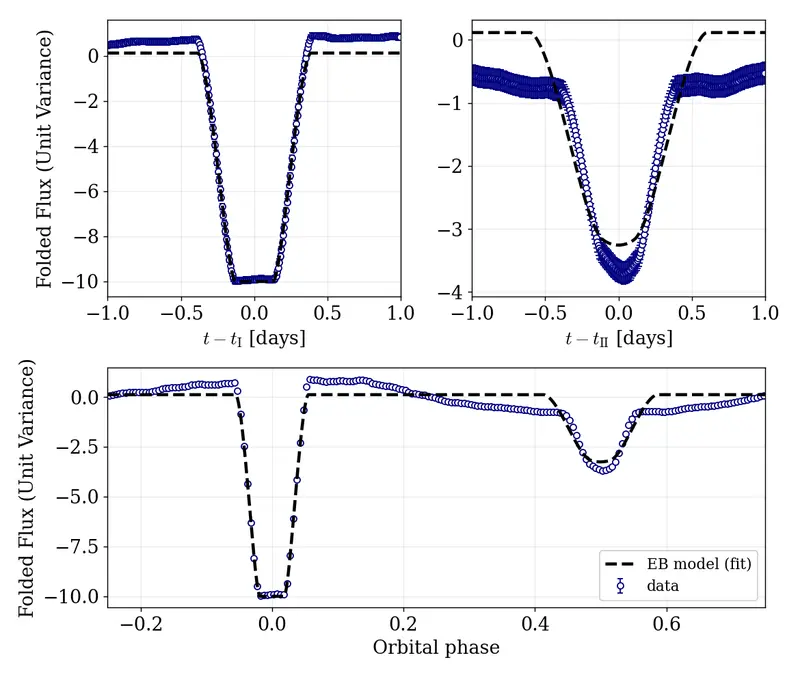 Folded Flux (Unit Variance)
0
−2
−4
−6
−8
−10
−1.0 −0.5 0.0 0.5 1.0
t − tI [days]
0
−1
−2
−3
−4
−1.0 −0.5 0.0 0.5 1.0
t − tII [days]
Folded Flux (Unit Variance)
0.0
−2.5
−5.0
−7.5
−10.0
−0.2 0.0 0.2 0.4 0.6
Orbital phase
EB model (fit)
data